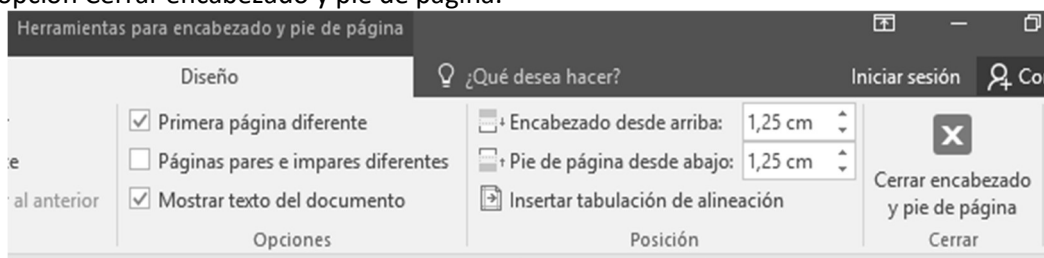 opción Cerrar encabezado y pie de página.
Herramientas para encabezado y pie de página
Diseño
¿Qué desea hacer?
Iniciar sesión
Primera página diferente
Páginas pares e impares diferentes
al anterior
Mostrar texto del documento
Opciones
Encabezado desde arriba: 1,25 cm
Pie de página desde abajo: 1,25 cm
Insertar tabulación de alineación
Posición
Cerrar encabezado
y pie de página
Cerrar